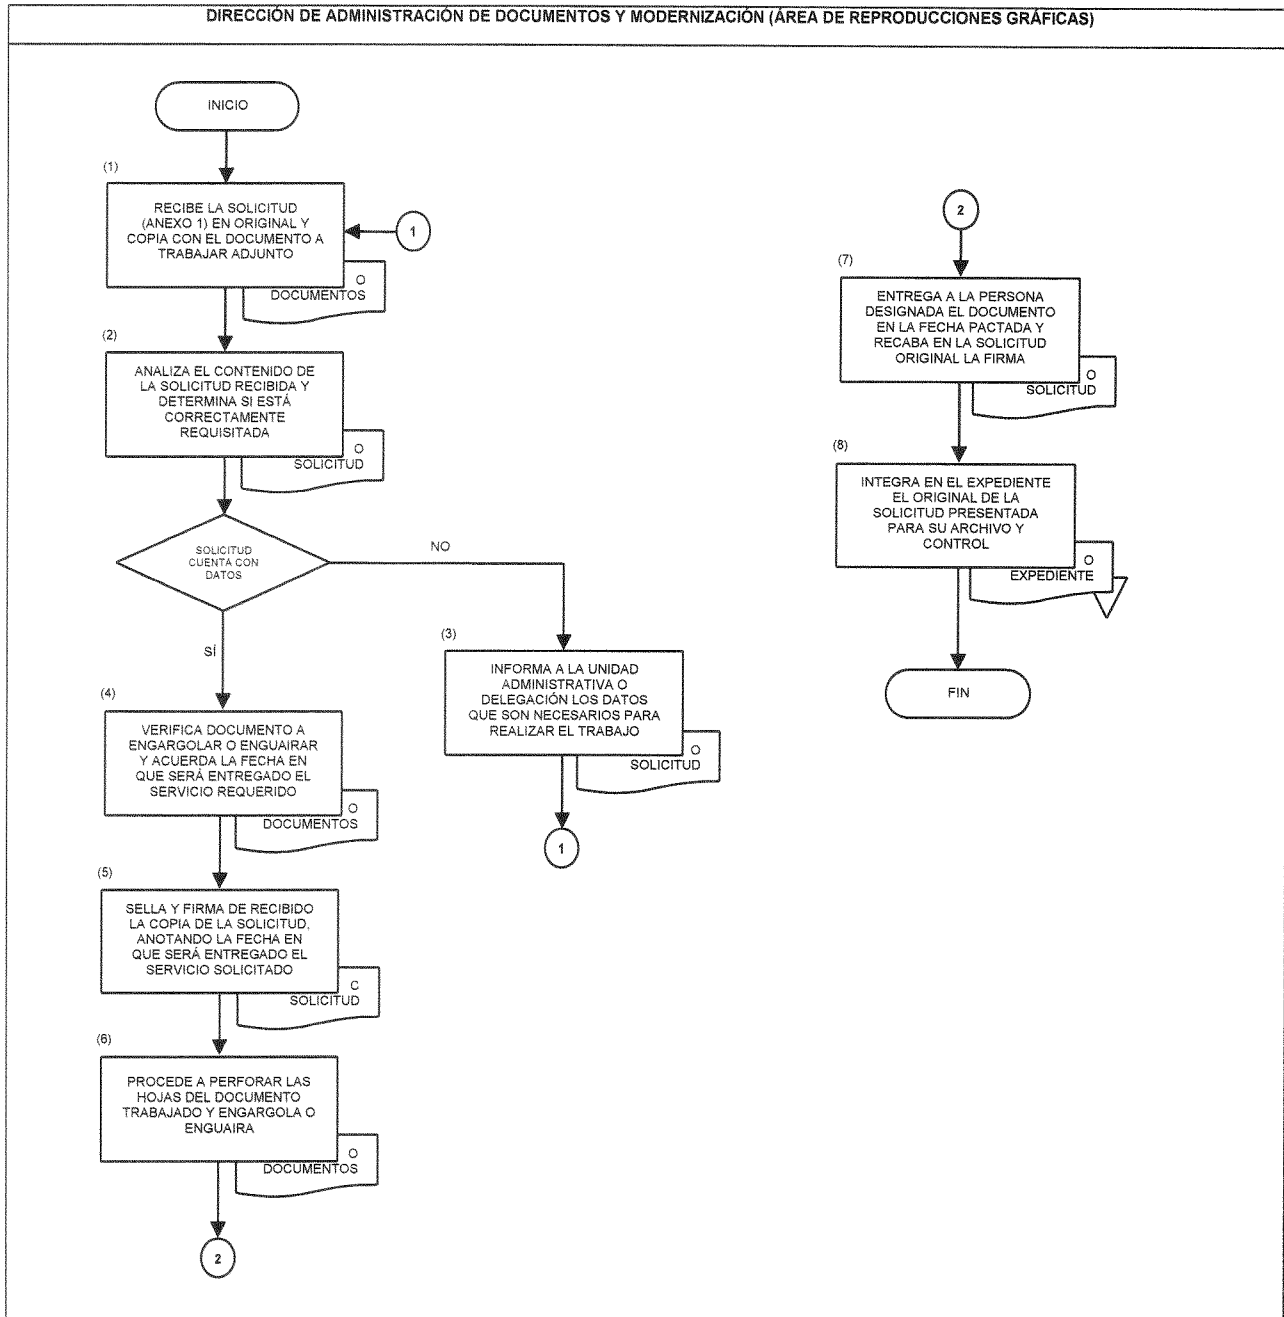 DIRECCIÓN DE ADMINISTRACIÓN DE DOCUMENTOS Y MODERNIZACIÓN (ÁREA DE REPRODUCCIONES GRÁFICAS)
INICIO
(1)
RECIBE LA SOLICITUD
(ANEXO 1) EN ORIGINAL Y
COPIA CON EL DOCUMENTO A
TRABAJAR ADJUNTO
1
O
DOCUMENTOS
(2)
ANALIZA EL CONTENIDO DE
LA SOLICITUD RECIBIDA Y
DETERMINA SI ESTÁ
CORRECTAMENTE
REQUISITADA
O
SOLICITUD
SOLICITUD
CUENTA CON
DATOS
NO
SÍ
(3)
INFORMA A LA UNIDAD
ADMINISTRATIVA O
DELEGACIÓN LOS DATOS
QUE SON NECESARIOS PARA
REALIZAR EL TRABAJO
O
SOLICITUD
1
(4)
VERIFICA DOCUMENTO A
ENGARGOLAR O ENGUAIRAR
Y ACUERDA LA FECHA EN
QUE SERÁ ENTREGADO EL
SERVICIO REQUERIDO
O
DOCUMENTOS
(5)
SELLA Y FIRMA DE RECIBIDO
LA COPIA DE LA SOLICITUD,
ANOTANDO LA FECHA EN
QUE SERÁ ENTREGADO EL
SERVICIO SOLICITADO
C
SOLICITUD
(6)
PROCEDE A PERFORAR LAS
HOJAS DEL DOCUMENTO
TRABAJADO Y ENGARGOLA O
ENGUAIRA
O
DOCUMENTOS
2
2
(7)
ENTREGA A LA PERSONA
DESIGNADA EL DOCUMENTO
EN LA FECHA PACTADA Y
RECABA EN LA SOLICITUD
ORIGINAL LA FIRMA
O
SOLICITUD
(8)
INTEGRA EN EL EXPEDIENTE
EL ORIGINAL DE LA
SOLICITUD PRESENTADA
PARA SU ARCHIVO Y
CONTROL
O
EXPEDIENTE
FIN